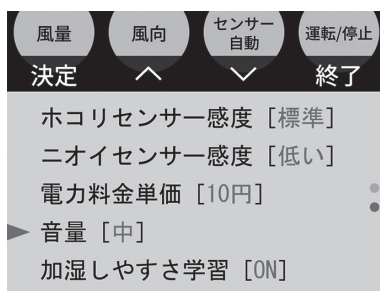 風量 風向 センサー 運転/停止
自動
決定 ヘ ﹀ 終了
ホコリセンサー感度 [標準]
ニオイセンサー感度 [低い]
電力料金単価 [10円]
音量 [中]
加湿しやすさ学習 [ON]